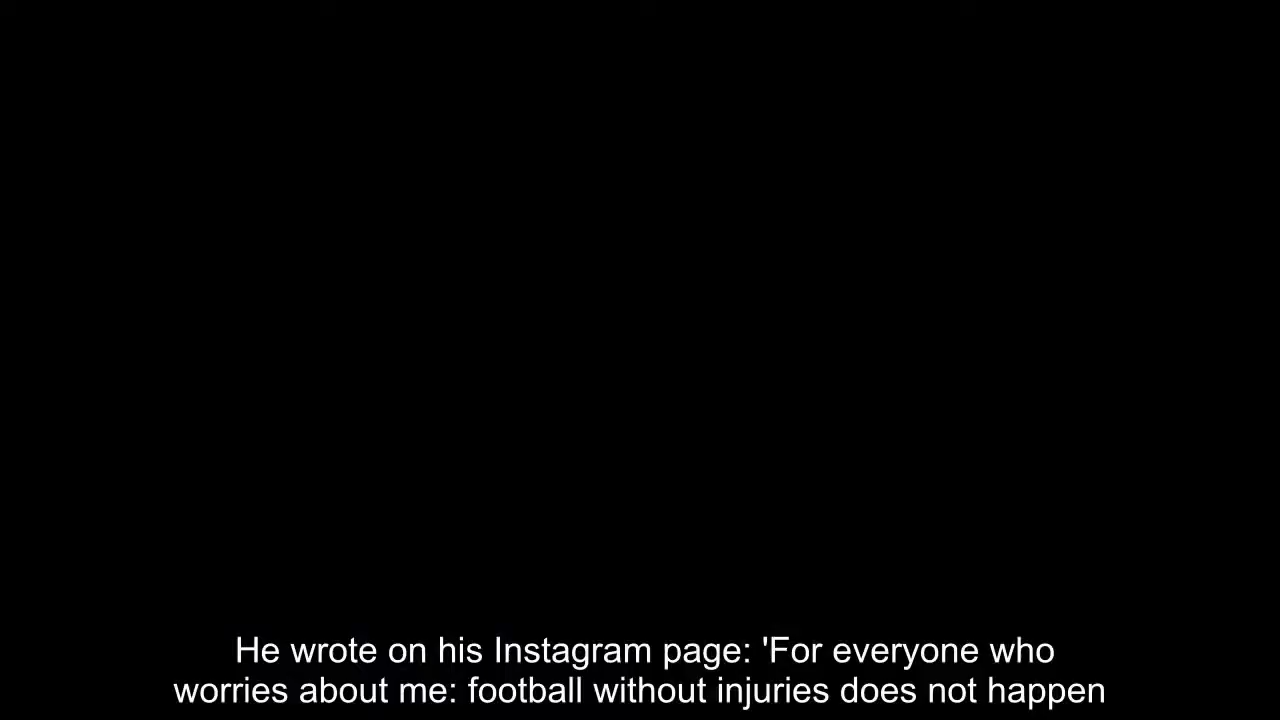 He wrote on his Instagram page: 'For everyone who
worries about me: football without injuries does not happen